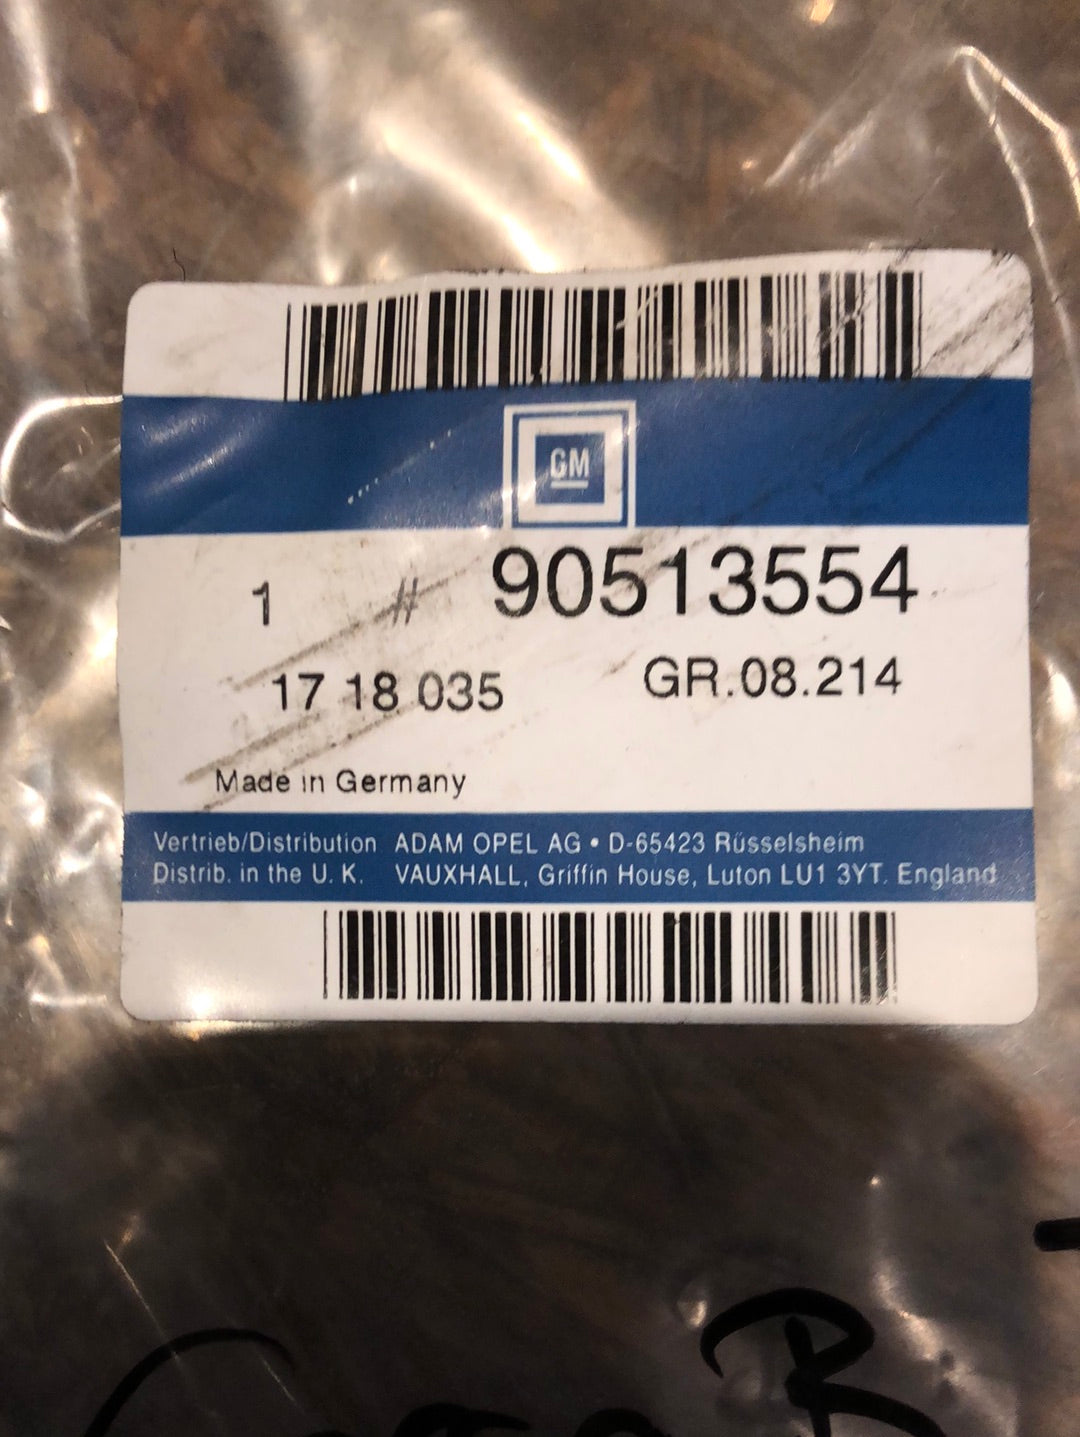 GM
1 # 90513554
17 18 035 GR.08.214
Made in Germany
Vertrieb/Distribution ADAM OPEL AG • D-65423 Rüsselsheim
Distrib. in the U. K. VAUXHALL, Griffin House, Luton LU1 3YT. England
B